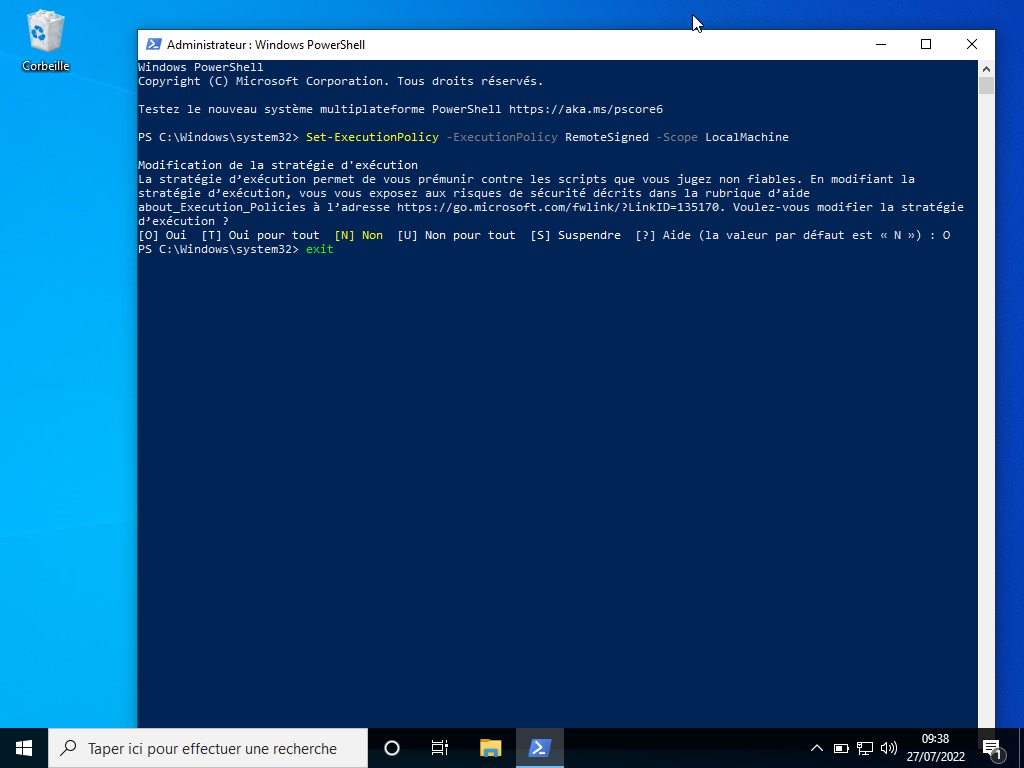 Corbeille
Administrateur : Windows PowerShell
Windows PowerShell
Copyright (C) Microsoft Corporation. Tous droits réservés.
Testez le nouveau système multiplateforme PowerShell https://aka.ms/pscore6
PS C:\Windows\system32> Set-ExecutionPolicy -ExecutionPolicy RemoteSigned -Scope LocalMachine
Modification de la stratégie d'exécution
La stratégie d’exécution permet de vous prémunir contre les scripts que vous jugez non fiables. En modifiant la
stratégie d’exécution, vous vous exposez aux risques de sécurité décrits dans la rubrique d’aide
about_Execution_Policies à l’adresse https://go.microsoft.com/fwlink/?LinkID=135170. Voulez-vous modifier la stratégie
d’exécution ?
[O] Oui  [T] Oui pour tout  [N] Non  [U] Non pour tout  [S] Suspendre  [?] Aide (la valeur par défaut est « N ») : O
PS C:\Windows\system32> exit
Taper ici pour effectuer une recherche
09:38
27/07/2022
1